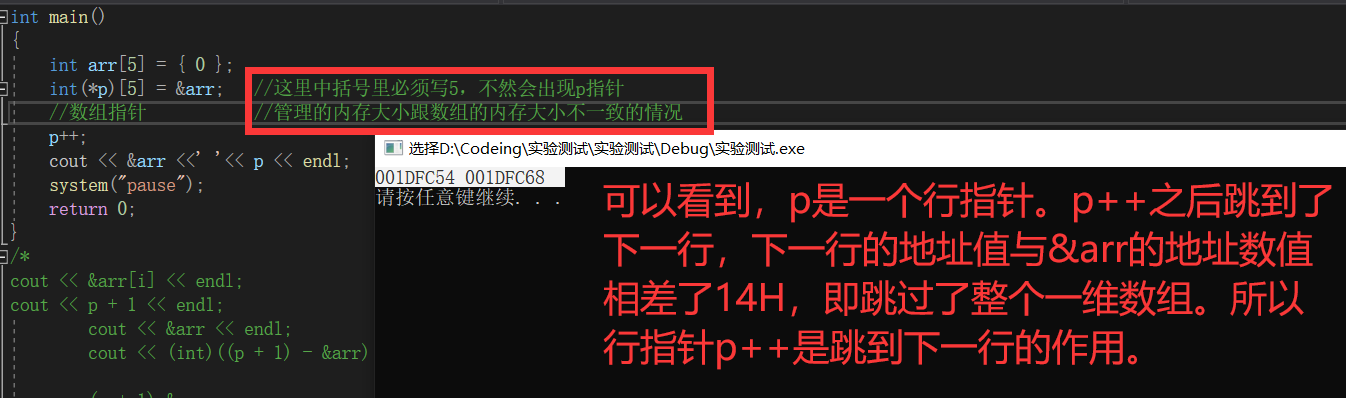 int main()
{
int arr[5] = { 0 };
int(*p)[5] = &arr; //这里中括号里必须写5，不然会出现p指针
//数组指针 //管理的内存大小跟数组的内存大小不一致的情况
p++;
cout << &arr <<' '<< p << endl;
system("pause");
return 0;
}
/*
cout << &arr[i] << endl;
cout << p + 1 << endl;
cout << &arr << endl;
cout << (int)((p + 1) - &arr)
选择D:\Codeing\实验测试\实验测试\Debug\实验测试.exe
001DFC54 001DFC68
请按任意键继续. . .
可以看到，p是一个行指针。p++之后跳到了
下一行，下一行的地址值与&arr的地址数值
相差了14H，即跳过了整个一维数组。所以
行指针p++是跳到下一行的作用。